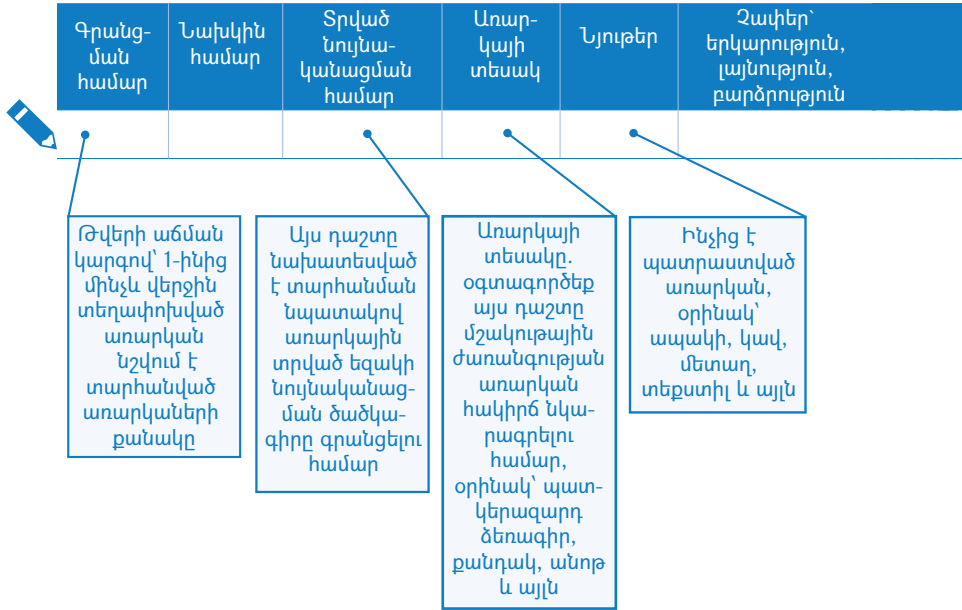 Գրանց-
ման
համար
Նախկին
համար
Տրված
նույնա-
կանացման
համար
Առար-
կայի
տեսակ
Նյութեր
Չափեր՝
երկարություն,
լայնություն,
բարձրություն
Թվերի աճման
կարգով՝ 1-ինից
մինչև վերջին
տեղափոխված
առարկան
նշվում է
տարհանված
առարկաների
քանակը
Այս դաշտը
նախատեսված
է տարհանման
նպատակով
առարկային
տրված եզակի
նույնականաց-
ման ծածկա-
գիրը գրանցելու
համար
Առարկայի
տեսակը.
օգտագործեք
այս դաշտը
մշակութային
ժառանգության
առարկան
հակիրճ նկա-
րագրելու
համար,
օրինակ՝ պատ-
կերազարդ
ձեռագիր,
քանդակ, անոթ
և այլն
Ինչից է
պատրաստված
առարկան,
օրինակ՝
ապակի, կավ,
մետաղ,
տեքստիլ և այլն